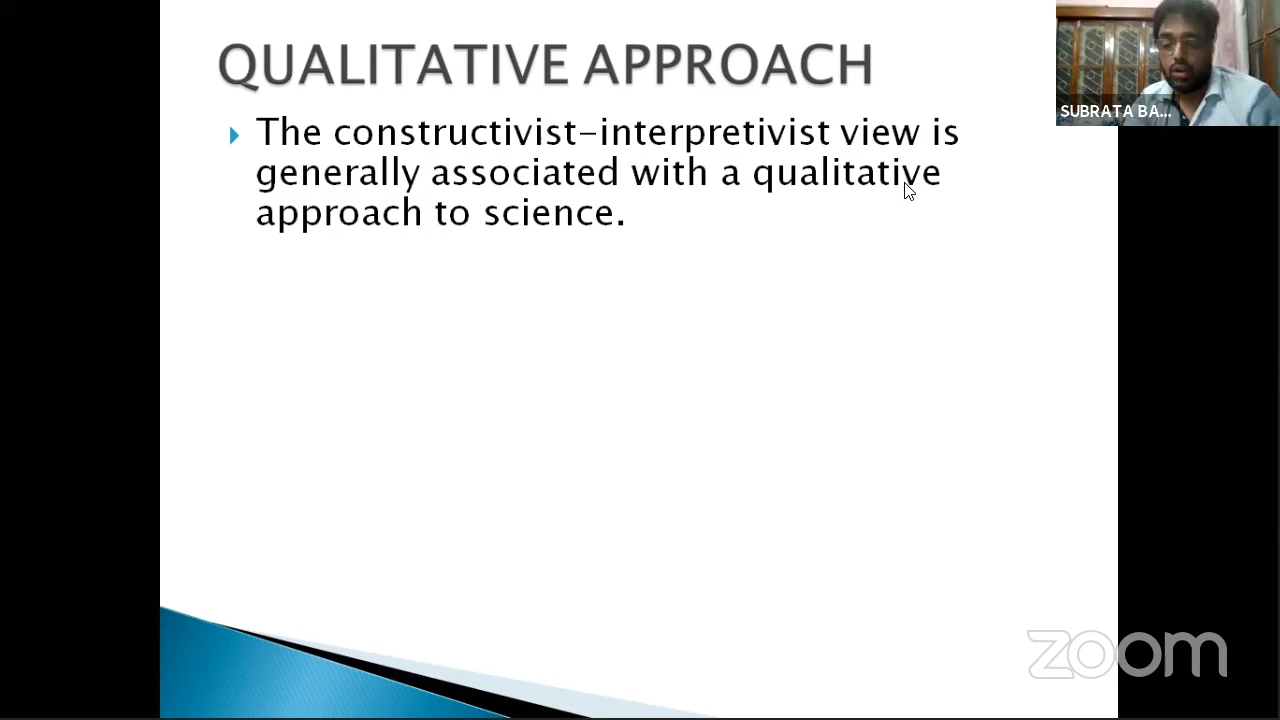 QUALITATIVE APPROACH
The constructivist-interpretivist view is
generally associated with a qualitative
approach to science.
SUBRATA BA...
zoom